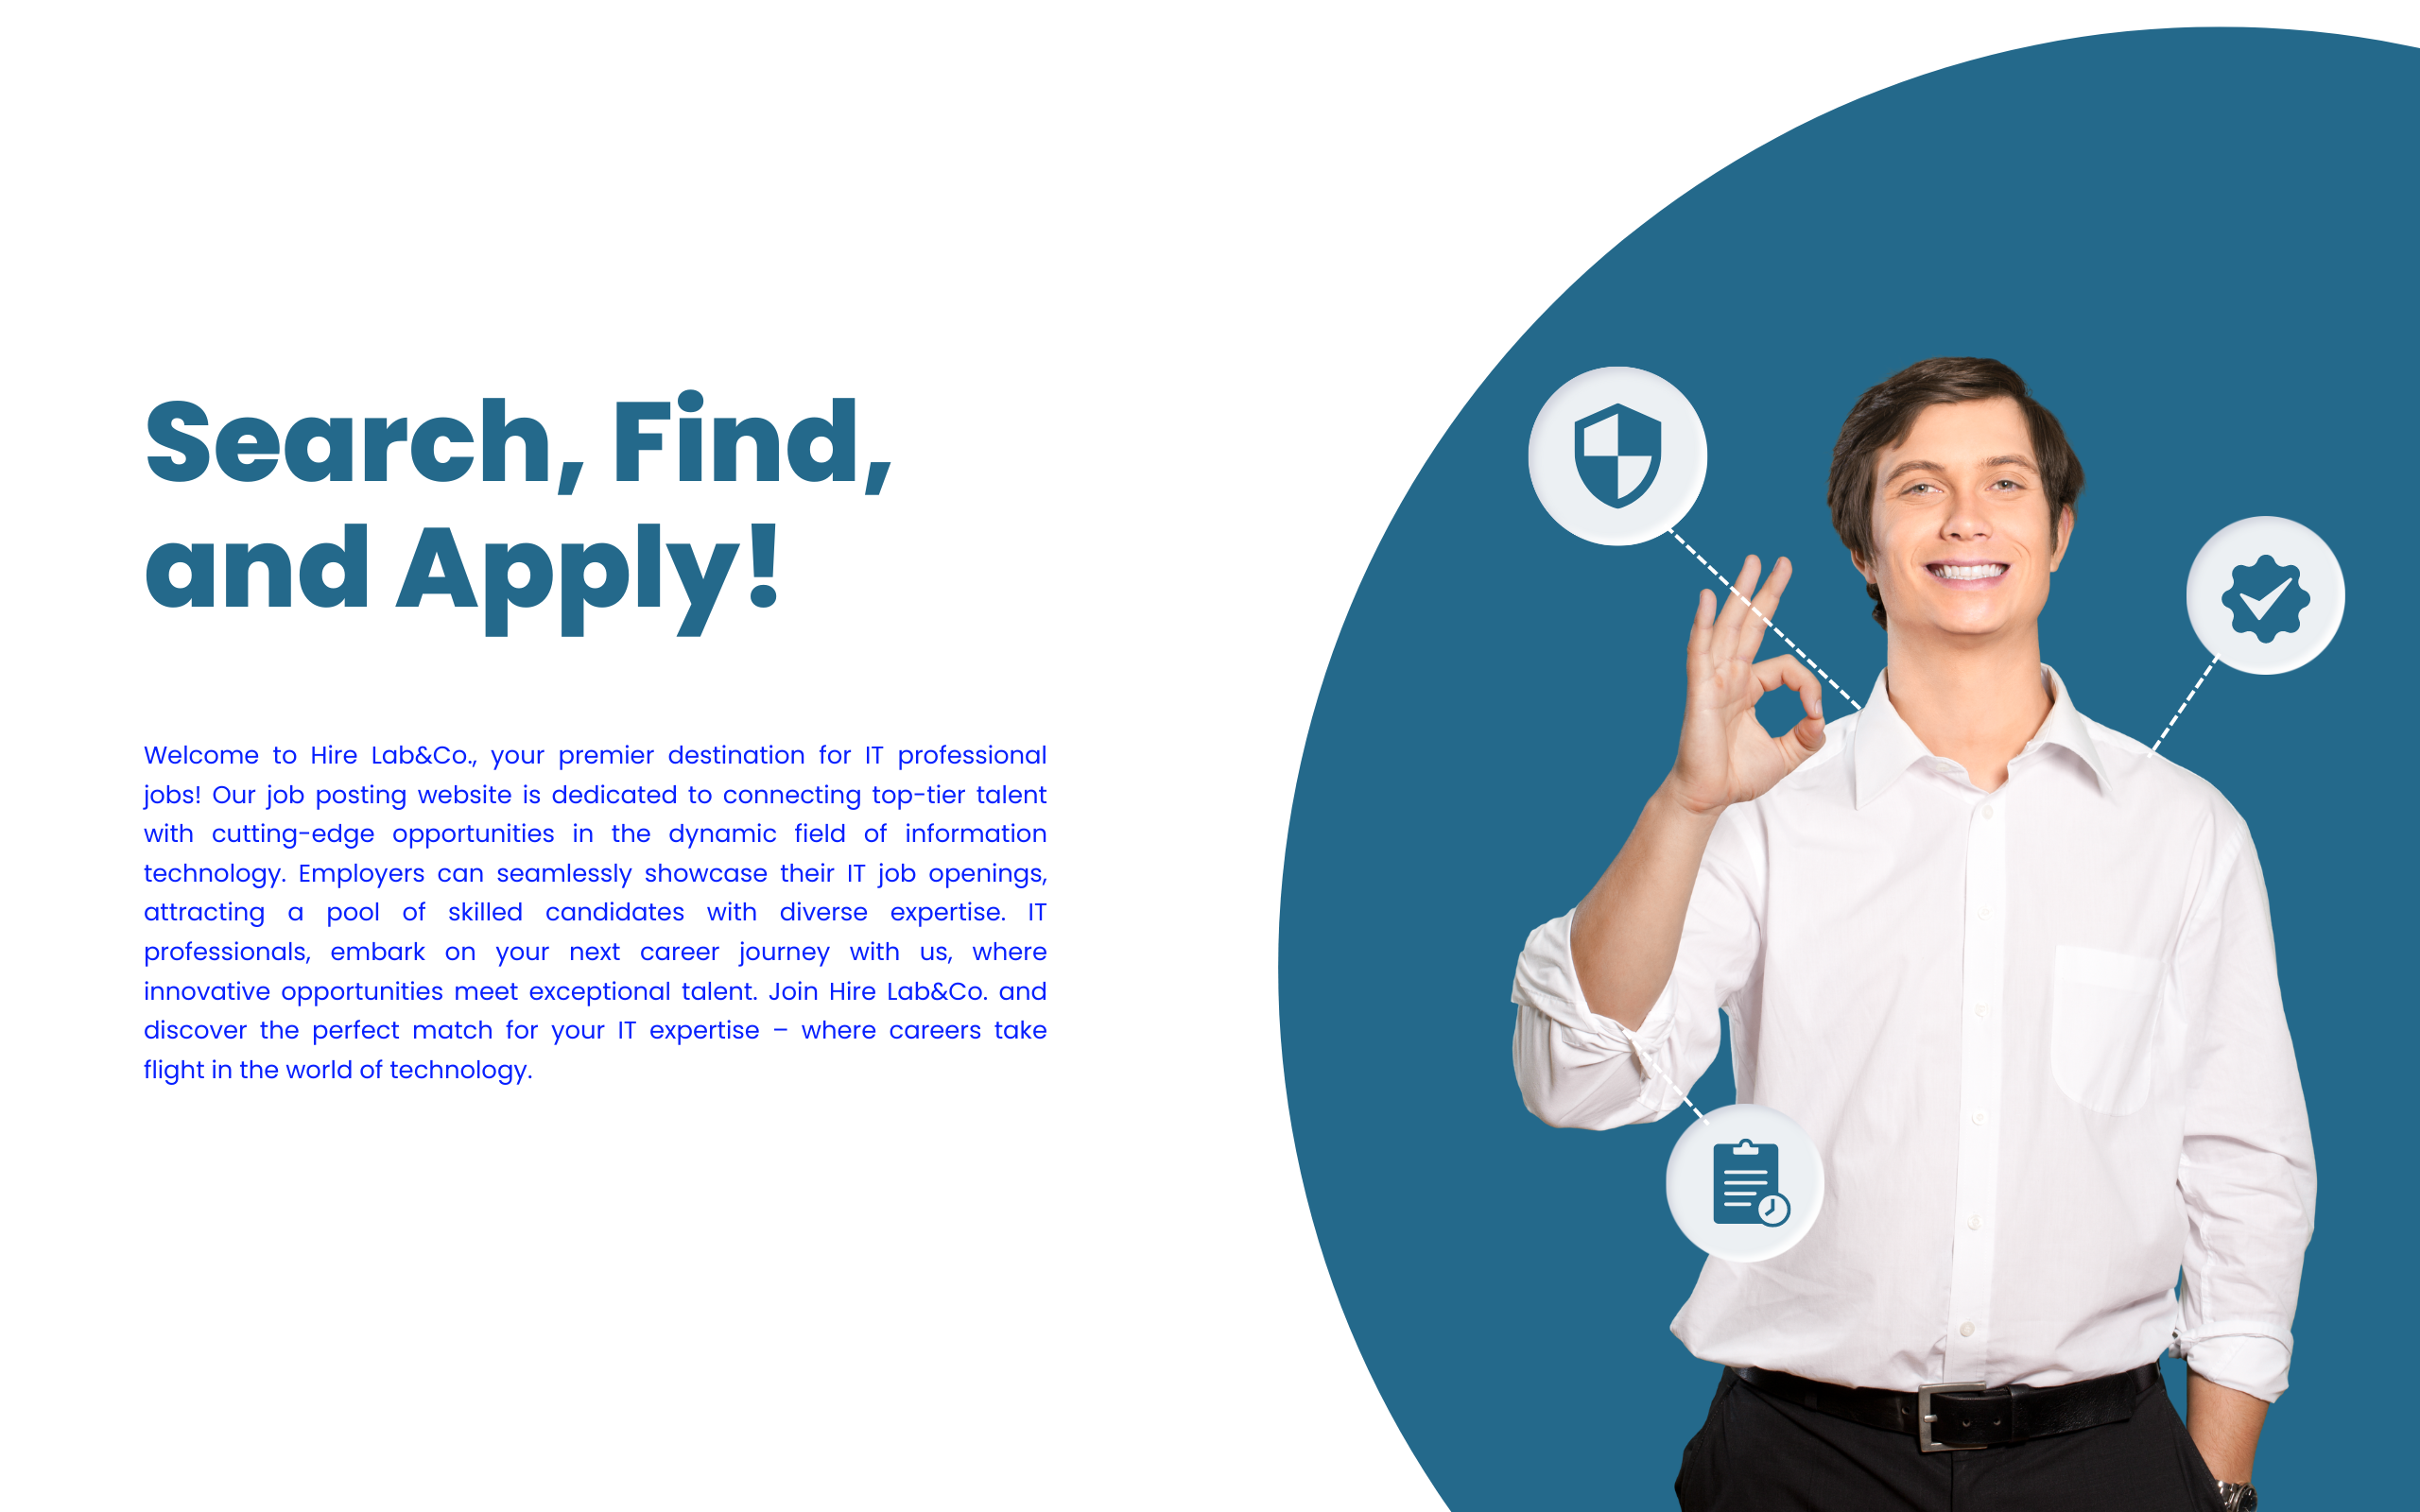 Search, Find,
and Apply!
Welcome to Hire Lab&Co., your premier destination for IT professional
jobs! Our job posting website is dedicated to connecting top-tier talent
with cutting-edge opportunities in the dynamic field of information
technology. Employers can seamlessly showcase their IT job openings,
attracting a pool of skilled candidates with diverse expertise. IT
professionals, embark on your next career journey with us, where
innovative opportunities meet exceptional talent. Join Hire Lab&Co. and
discover the perfect match for your IT expertise – where careers take
flight in the world of technology.